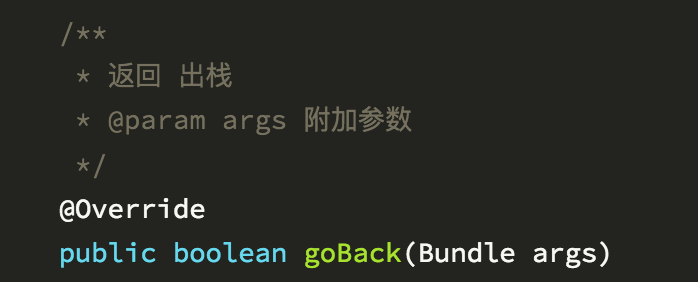 /**
* 返回 出栈
* @param args 附加参数
*/
@Override
public boolean goBack(Bundle args)